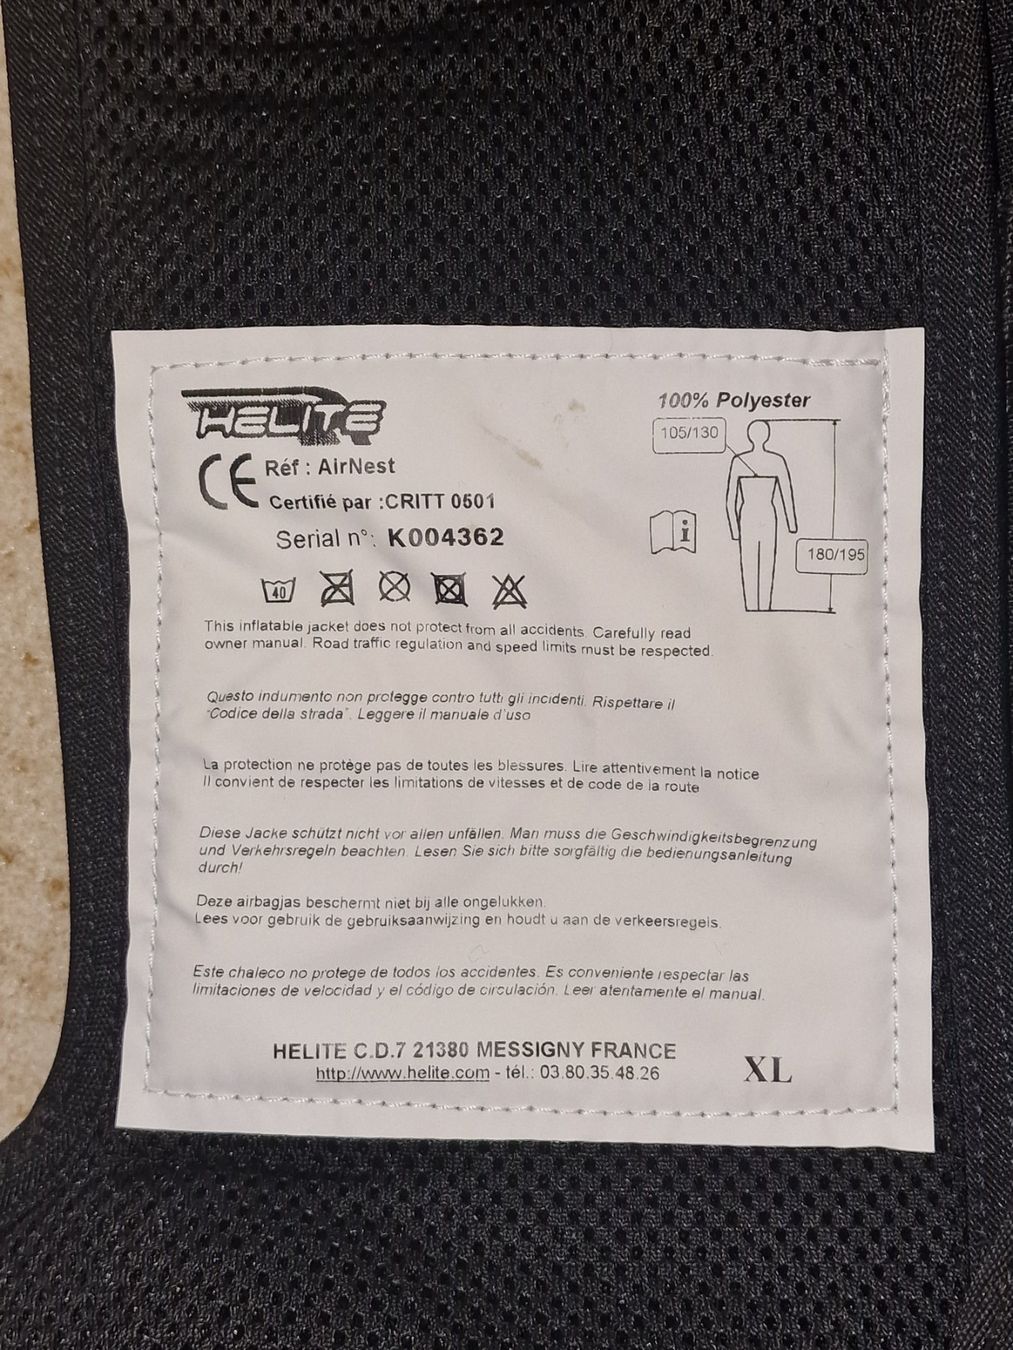 HELITE
100% Polyester
105/130
CE
Réf : AirNest
Certifié par :CRITT 0501
Serial n°: K004362
i
180/195
40
This inflatable jacket does not protect from all accidents. Carefully read
owner manual. Road traffic regulation and speed limits must be respected.
Questo indumento non protegge contro tutti gli incidenti. Rispettare il
"Codice della strada". Leggere il manuale d'uso
La protection ne protège pas de toutes les blessures. Lire attentivement la notice
Il convient de respecter les limitations de vitesses et de code de la route
Diese Jacke schützt nicht vor allen unfällen. Man muss die Geschwindigkeitsbegrenzung
und Verkehrsregeln beachten. Lesen Sie sich bitte sorgfältig die bedienungsanleitung
durch!
Deze airbagjas beschermt niet bij alle ongelukken.
Lees voor gebruik de gebruiksaanwijzing en houdt u aan de verkeersregels.
Este chaleco no protege de todos los accidentes. Es conveniente respectar las
limitaciones de velocidad y el código de circulación. Leer atentamente el manual.
HELITE C.D.7 21380 MESSIGNY FRANCE
http://www.helite.com - tél.: 03.80.35.48.26
XL